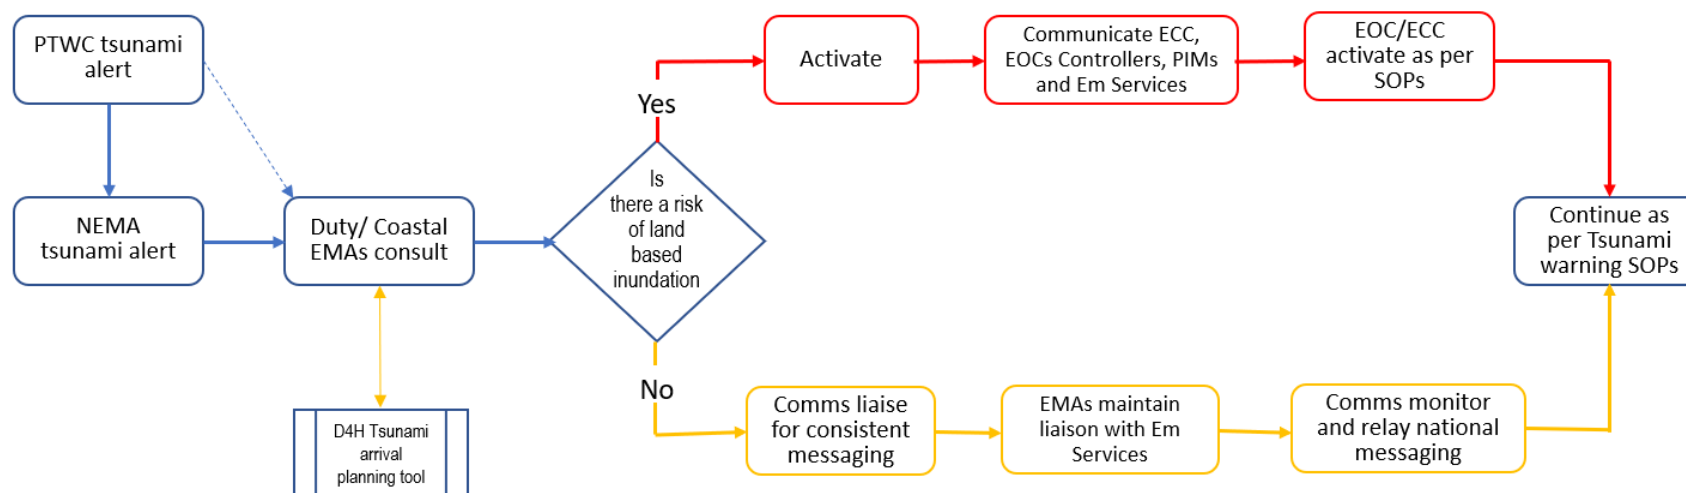 PTWC tsunami
alert
NEMA
tsunami alert
Duty/ Coastal
EMAs consult
D4H Tsunami
arrival
planning tool
Is
there a risk
of land
based
inundation
Yes
Activate
Communicate ECC,
EOCs Controllers, PIMs
and Em Services
EOC/ECC
activate as per
SOPs
No
Comms liaise
for consistent
messaging
EMAs maintain
liaison with Em
Services
Comms monitor
and relay national
messaging
Continue as
per Tsunami
warning SOPs